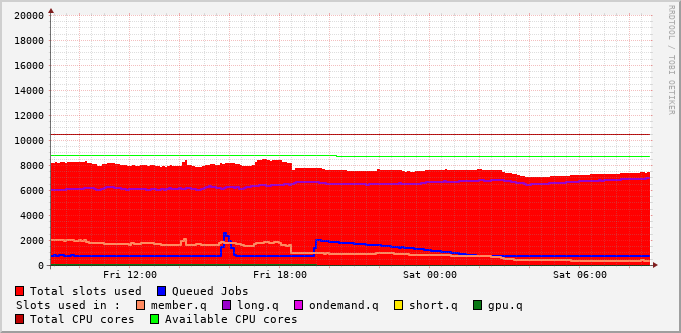 20000
18000
16000
14000
12000
10000
8000
6000
4000
2000
0
Fri 12:00 Fri 18:00 Sat 00:00 Sat 06:00
Total slots used Queued Jobs
Slots used in : member.q long.q ondemand.q short.q gpu.q
Total CPU cores Available CPU cores
RRDTOOL / TOBI OETIKER